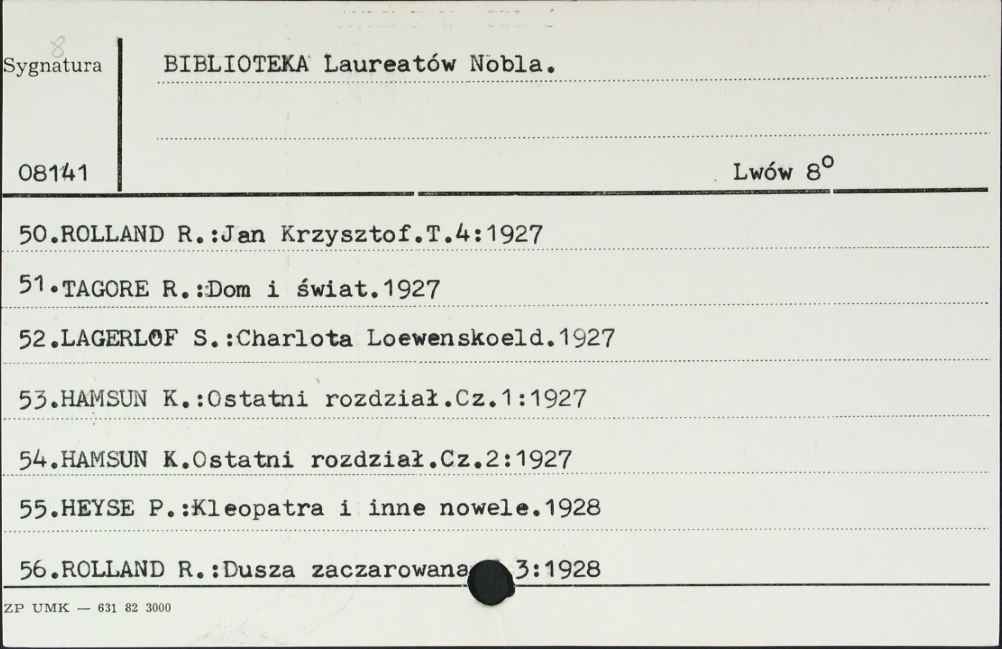 8
Sygnatura
BIBLIOTEKA Laureatów Nobla.
08141
Lwów 8°
50.ROLLAND R.:Jan Krzysztof.T.4:1927
51.TAGORE R.:Dom i świat.1927
52.LAGERLÖF S.:Charlota Loewenskoeld.1927
53.HAMSUN K.:Ostatni rozdział.Cz.1:1927
54.HAMSUN K.Ostatni rozdział.Cz.2:1927
55.HEYSE P.:Kleopatra i inne nowele.1928
56.ROLLAND R.:Dusza zaczarowana 3:1928
ZP UMK — 631 82 3000